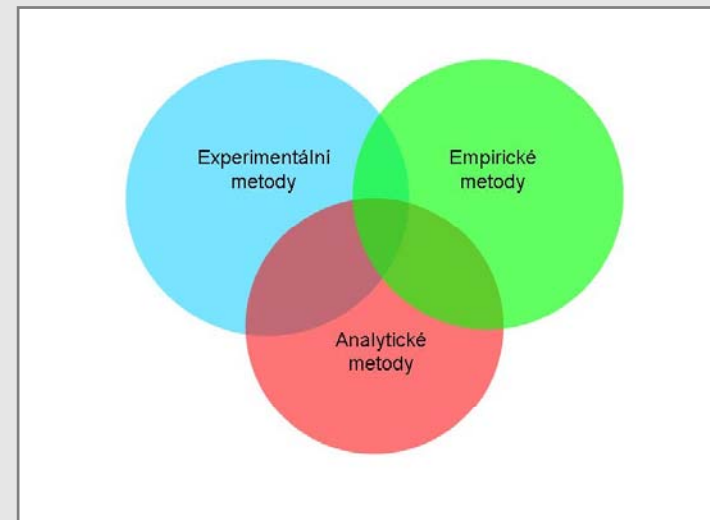 Experimentální
metody
Empirické
metody
Analytické
metody